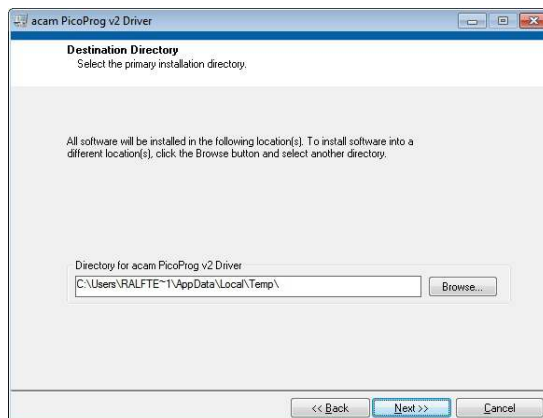 acam PicoProg v2 Driver
Destination Directory
Select the primary installation directory.
All software will be installed in the following location(s). To install software into a
different location(s), click the Browse button and select another directory.
Directory for acam PicoProg v2 Driver
C:\Users\RALFTE~1\AppData\Local\Temp\
Browse...
<< Back
Next >>
Cancel